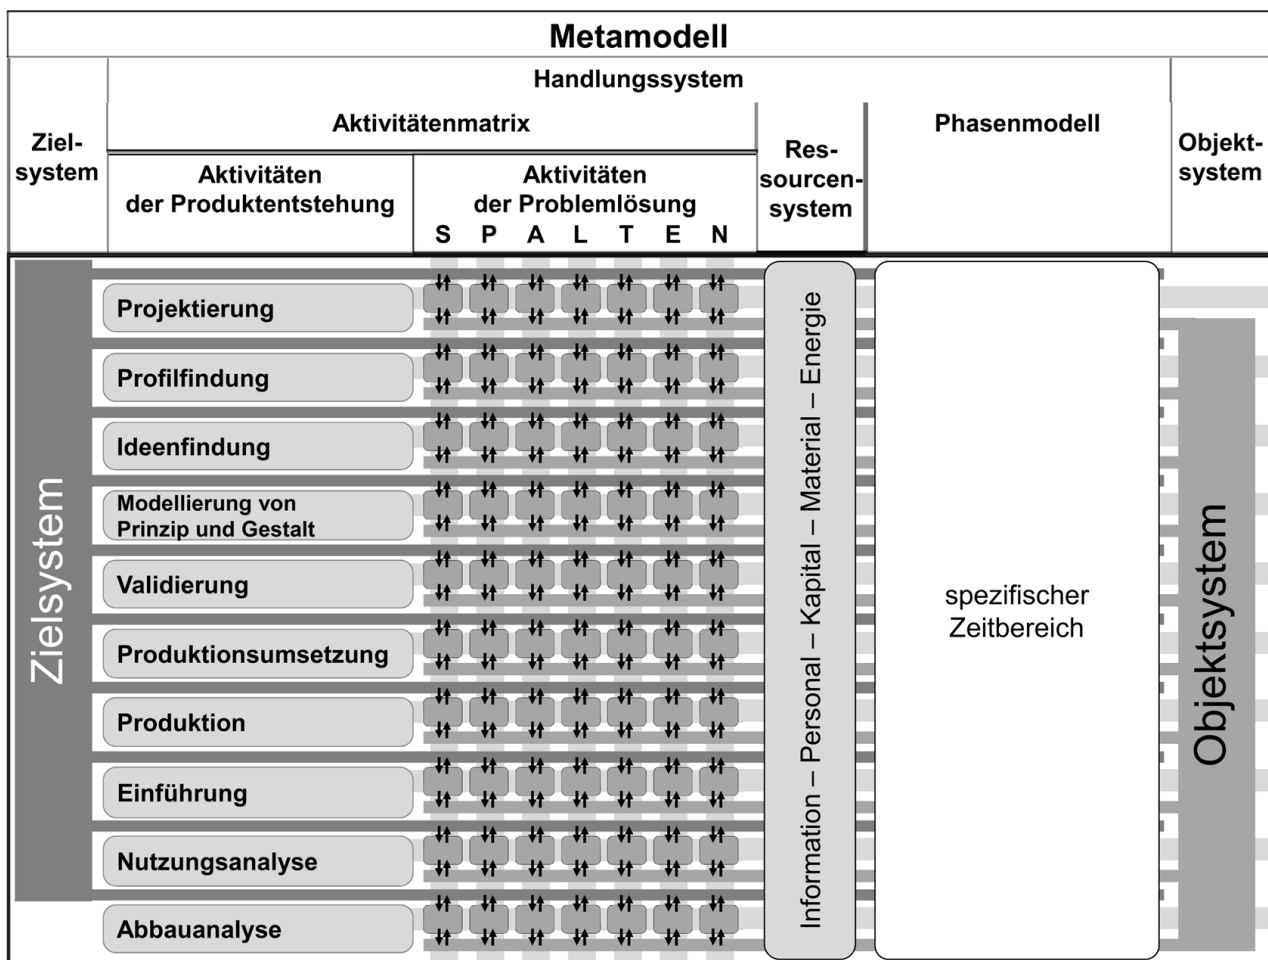 Metamodell
Handlungssystem
Ziel-
system
Aktivitätenmatrix
Res-
sourcen-
system
Phasenmodell
Objekt-
system
Aktivitäten
der Produktentstehung
Aktivitäten
der Problemlösung
S P A L T E N
Zielsystem
Projektierung
Profilfindung
Ideenfindung
Modellierung von
Prinzip und Gestalt
Validierung
Produktionsumsetzung
Produktion
Einführung
Nutzungsanalyse
Abbauanalyse
Information – Personal – Kapital – Material – Energie
spezifischer
Zeitbereich
Objektsystem